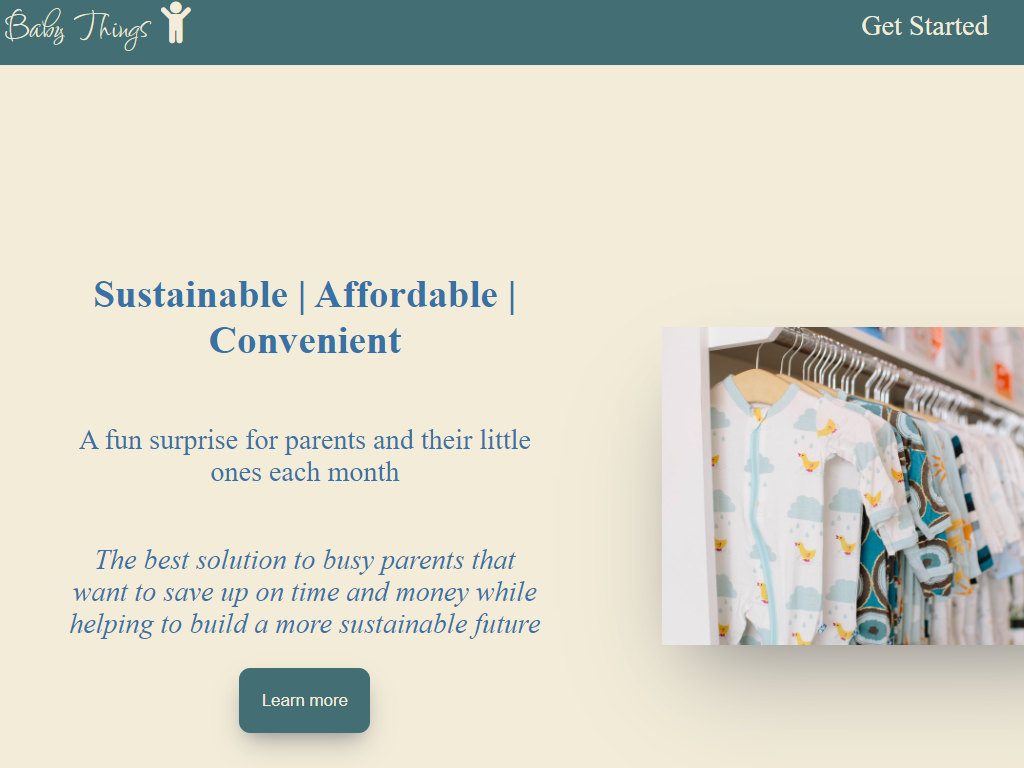 Baby Things
Get Started
Sustainable | Affordable |
Convenient
A fun surprise for parents and their little
ones each month
The best solution to busy parents that
want to save up on time and money while
helping to build a more sustainable future
Learn more